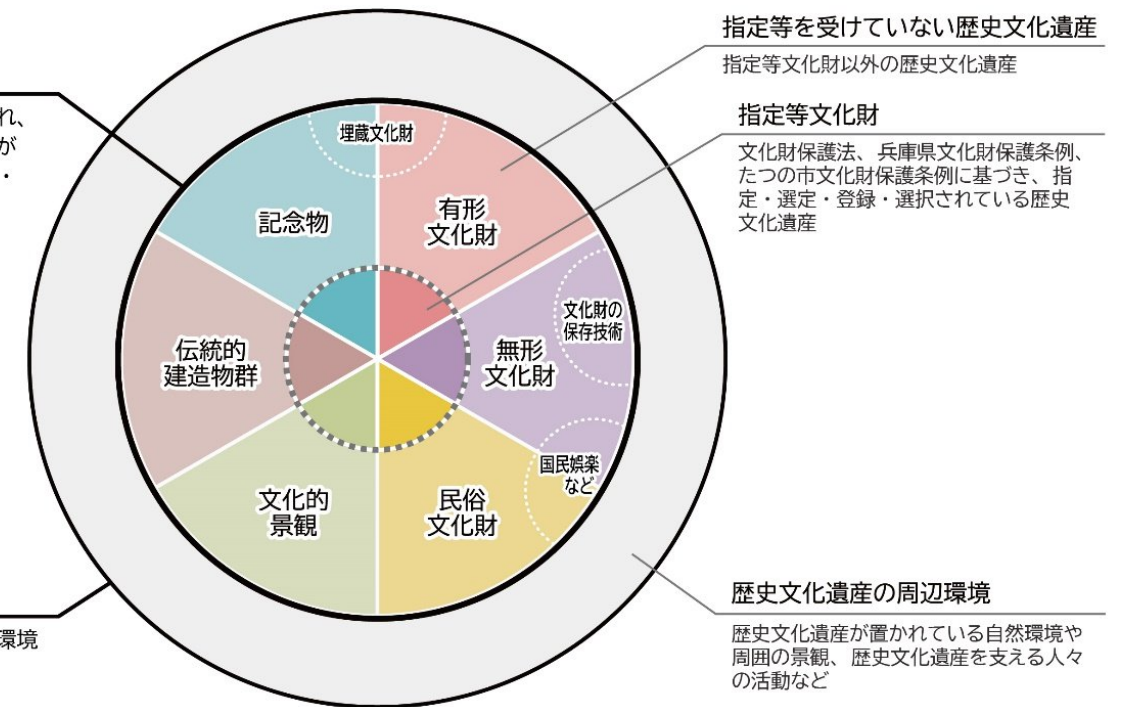 指定等を受けていない歴史文化遺産
指定等文化財以外の歴史文化遺産
指定等文化財
文化財保護法、兵庫県文化財保護条例、
たつの市文化財保護条例に基づき、指
定・選定・登録・選択されている歴史
文化遺産
れ、
が
・
埋蔵文化財
記念物
有形
文化財
文化財の
保存技術
伝統的
建造物群
無形
文化財
国民娯楽
など
文化的
景観
民俗
文化財
環境
歴史文化遺産の周辺環境
歴史文化遺産が置かれている自然環境や
周囲の景観、歴史文化遺産を支える人々
の活動など